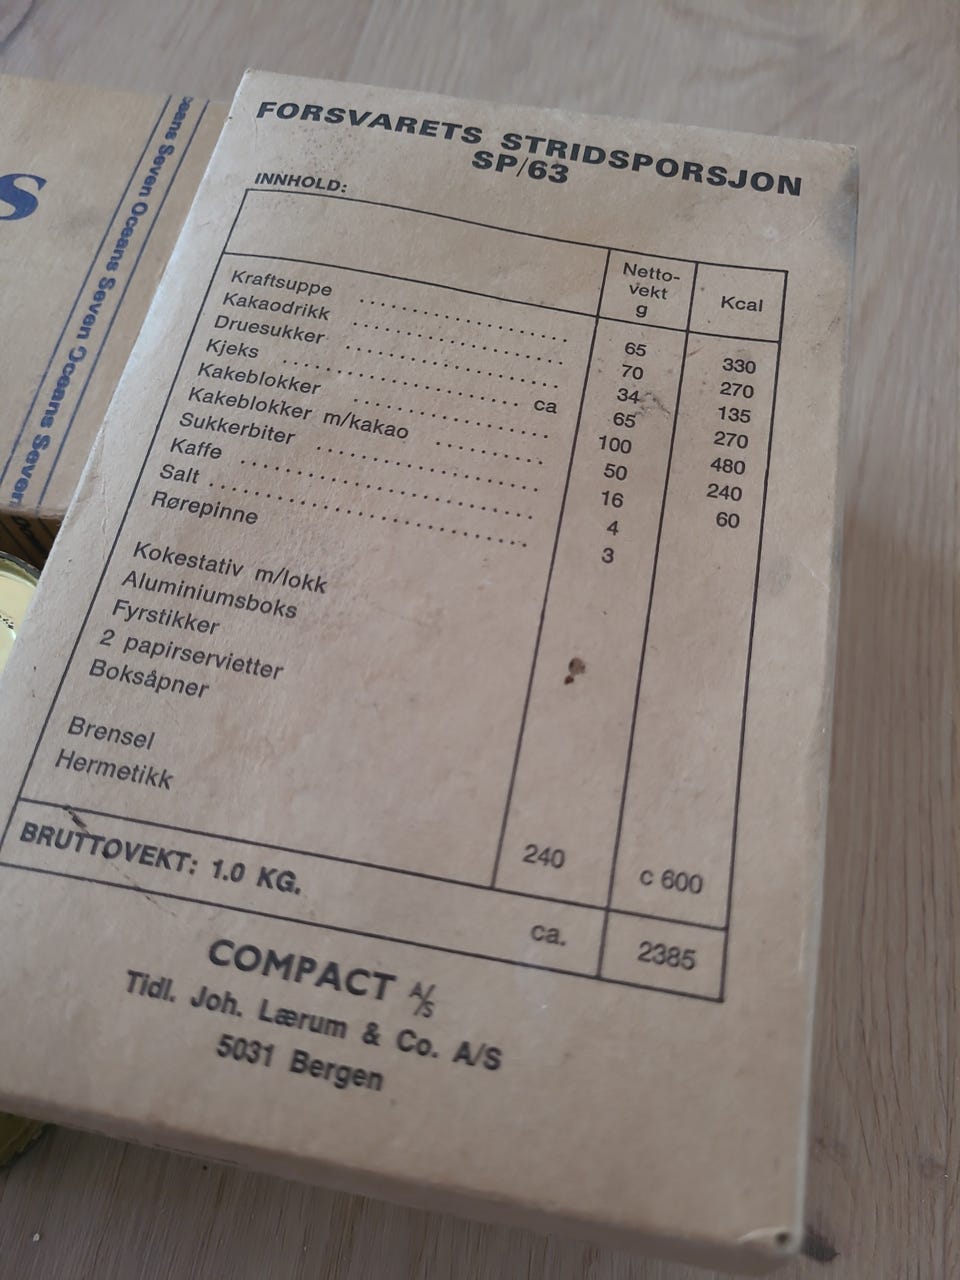 FORSVARETS STRIDSPORSJON
SP/63
INNHOLD:
Netto-
vekt
g
Kcal
Kraftsuppe ........................ 65 330
Kakaodrikk ........................ 70 270
Druesukker ........................ 34 135
Kjeks ........................ ca 65 270
Kakeblokker ........................ 100 480
Kakeblokker m/kakao ............ 50 240
Sukkerbiter ........................ 16 60
Kaffe ........................ 4
Salt ........................ 3
Rørepinne
Kokestativ m/lokk
Aluminiumsboks
Fyrstikker
2 papirservietter
Boksåpner
Brensel
Hermetikk 240 c 600
BRUTTOVEKT: 1.0 KG. ca. 2385
COMPACT A/S
Tidl. Joh. Lærum & Co. A/S
5031 Bergen
S
Oceans Seven Oceans Seven Oceans Seven